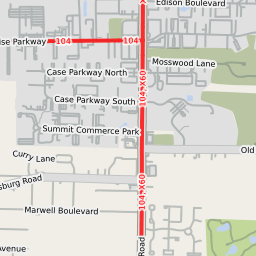 Edison Boulevard
ise Parkway
104
104
Mosswood Lane
Case Parkway North
104, X60
Case Parkway South
Summit Commerce Park
Old
Curry Lane
sburg Road
104, X60
Marwell Boulevard
Avenue
Road